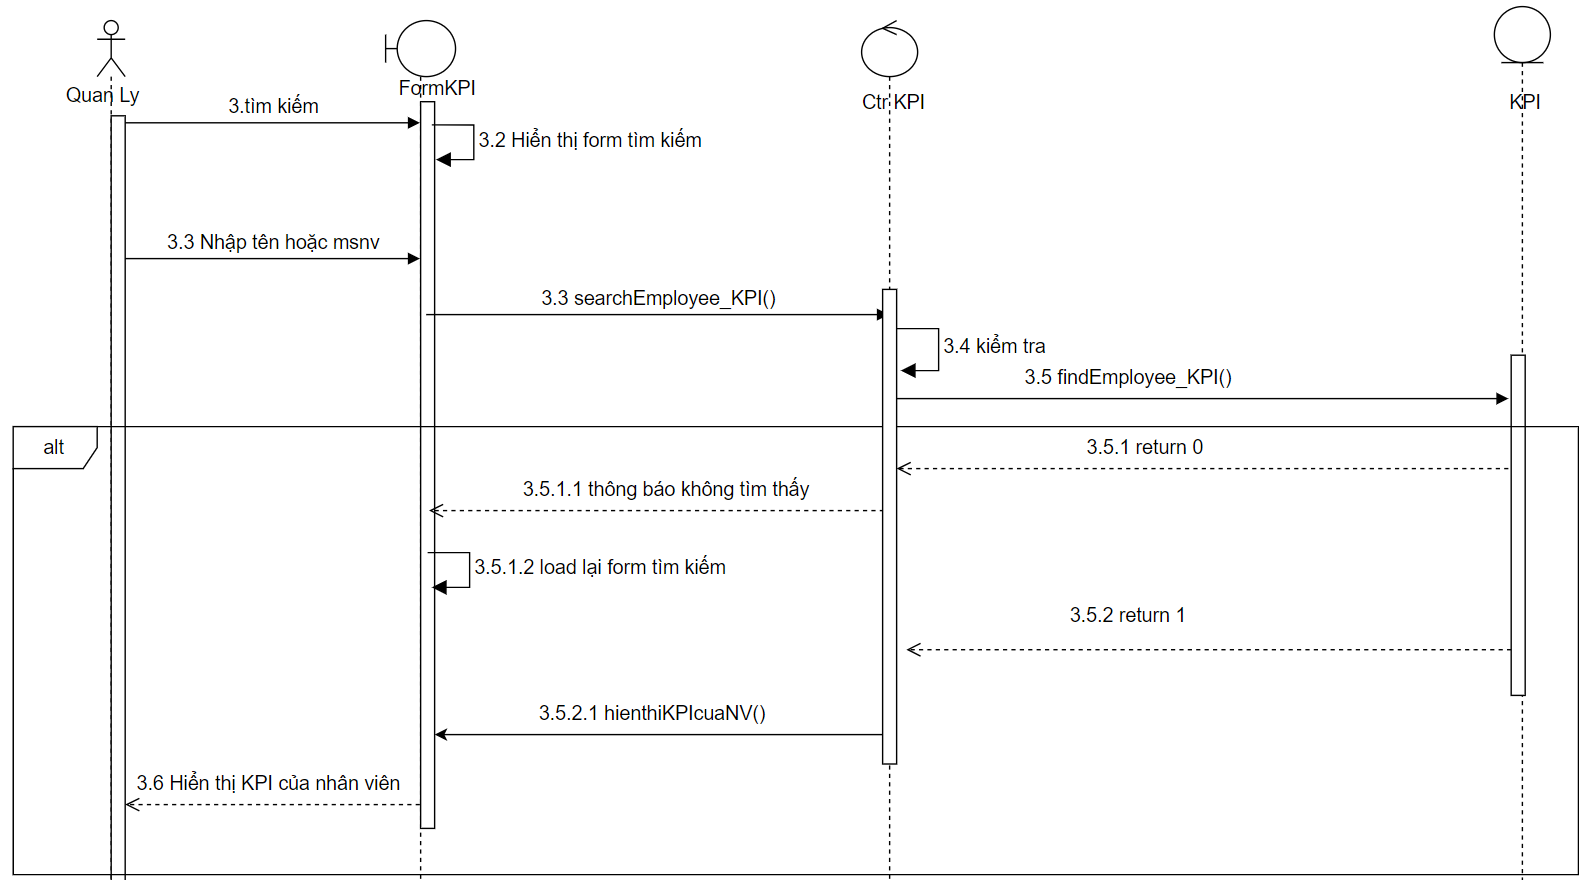 Quan Ly
FormKPI
Ctr KPI
KPI
3.tìm kiếm
3.2 Hiển thị form tìm kiếm
3.3 Nhập tên hoặc msnv
3.3 searchEmployee_KPI()
3.4 kiểm tra
3.5 findEmployee_KPI()
alt
3.5.1 return 0
3.5.1.1 thông báo không tìm thấy
3.5.1.2 load lại form tìm kiếm
3.5.2 return 1
3.5.2.1 hienthiKPIcuaNV()
3.6 Hiển thị KPI của nhân viên